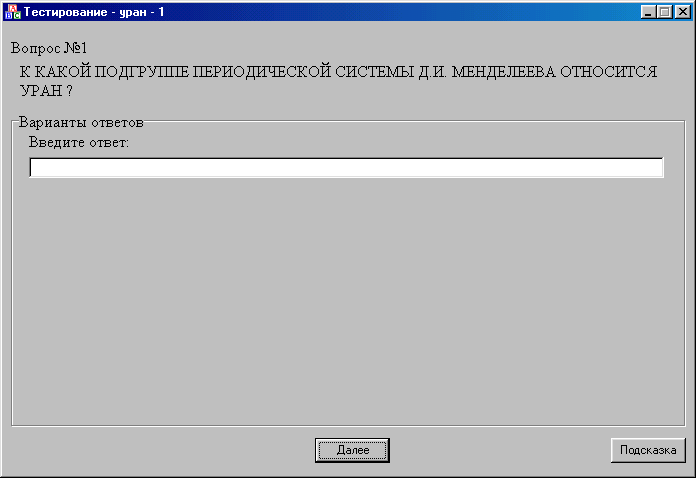 Тестирование - уран - 1
Вопрос №1
К КАКОЙ ПОДГРУППЕ ПЕРИОДИЧЕСКОЙ СИСТЕМЫ Д.И. МЕНДЕЛЕЕВА ОТНОСИТСЯ
УРАН ?
Варианты ответов
Введите ответ:
Далее
Подсказка